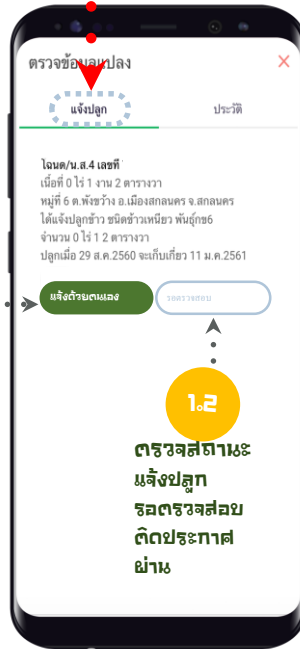 ตรวจข้อมูลแปลง
แจ้งปลูก
ประวัติ
โฉนด/น.ส.4 เลขที่
เนื้อที่ 0 ไร่ 1 งาน 2 ตารางวา
หมู่ที่ 6 ต.พังขว้าง อ.เมืองสกลนคร จ.สกลนคร
ได้แจ้งปลูกข้าว ชนิดข้าวเหนียว พันธุ์กข6
จำนวน 0 ไร่ 1 2 ตารางวา
ปลูกเมื่อ 29 ส.ค.2560 จะเก็บเกี่ยว 11 ม.ค.2561
แจ้งด้วยตนเอง
รอตรวจสอบ
1.2
ตรวจสถานะ
แจ้งปลูก
รอตรวจสอบ
ติดประกาศ
ผ่าน